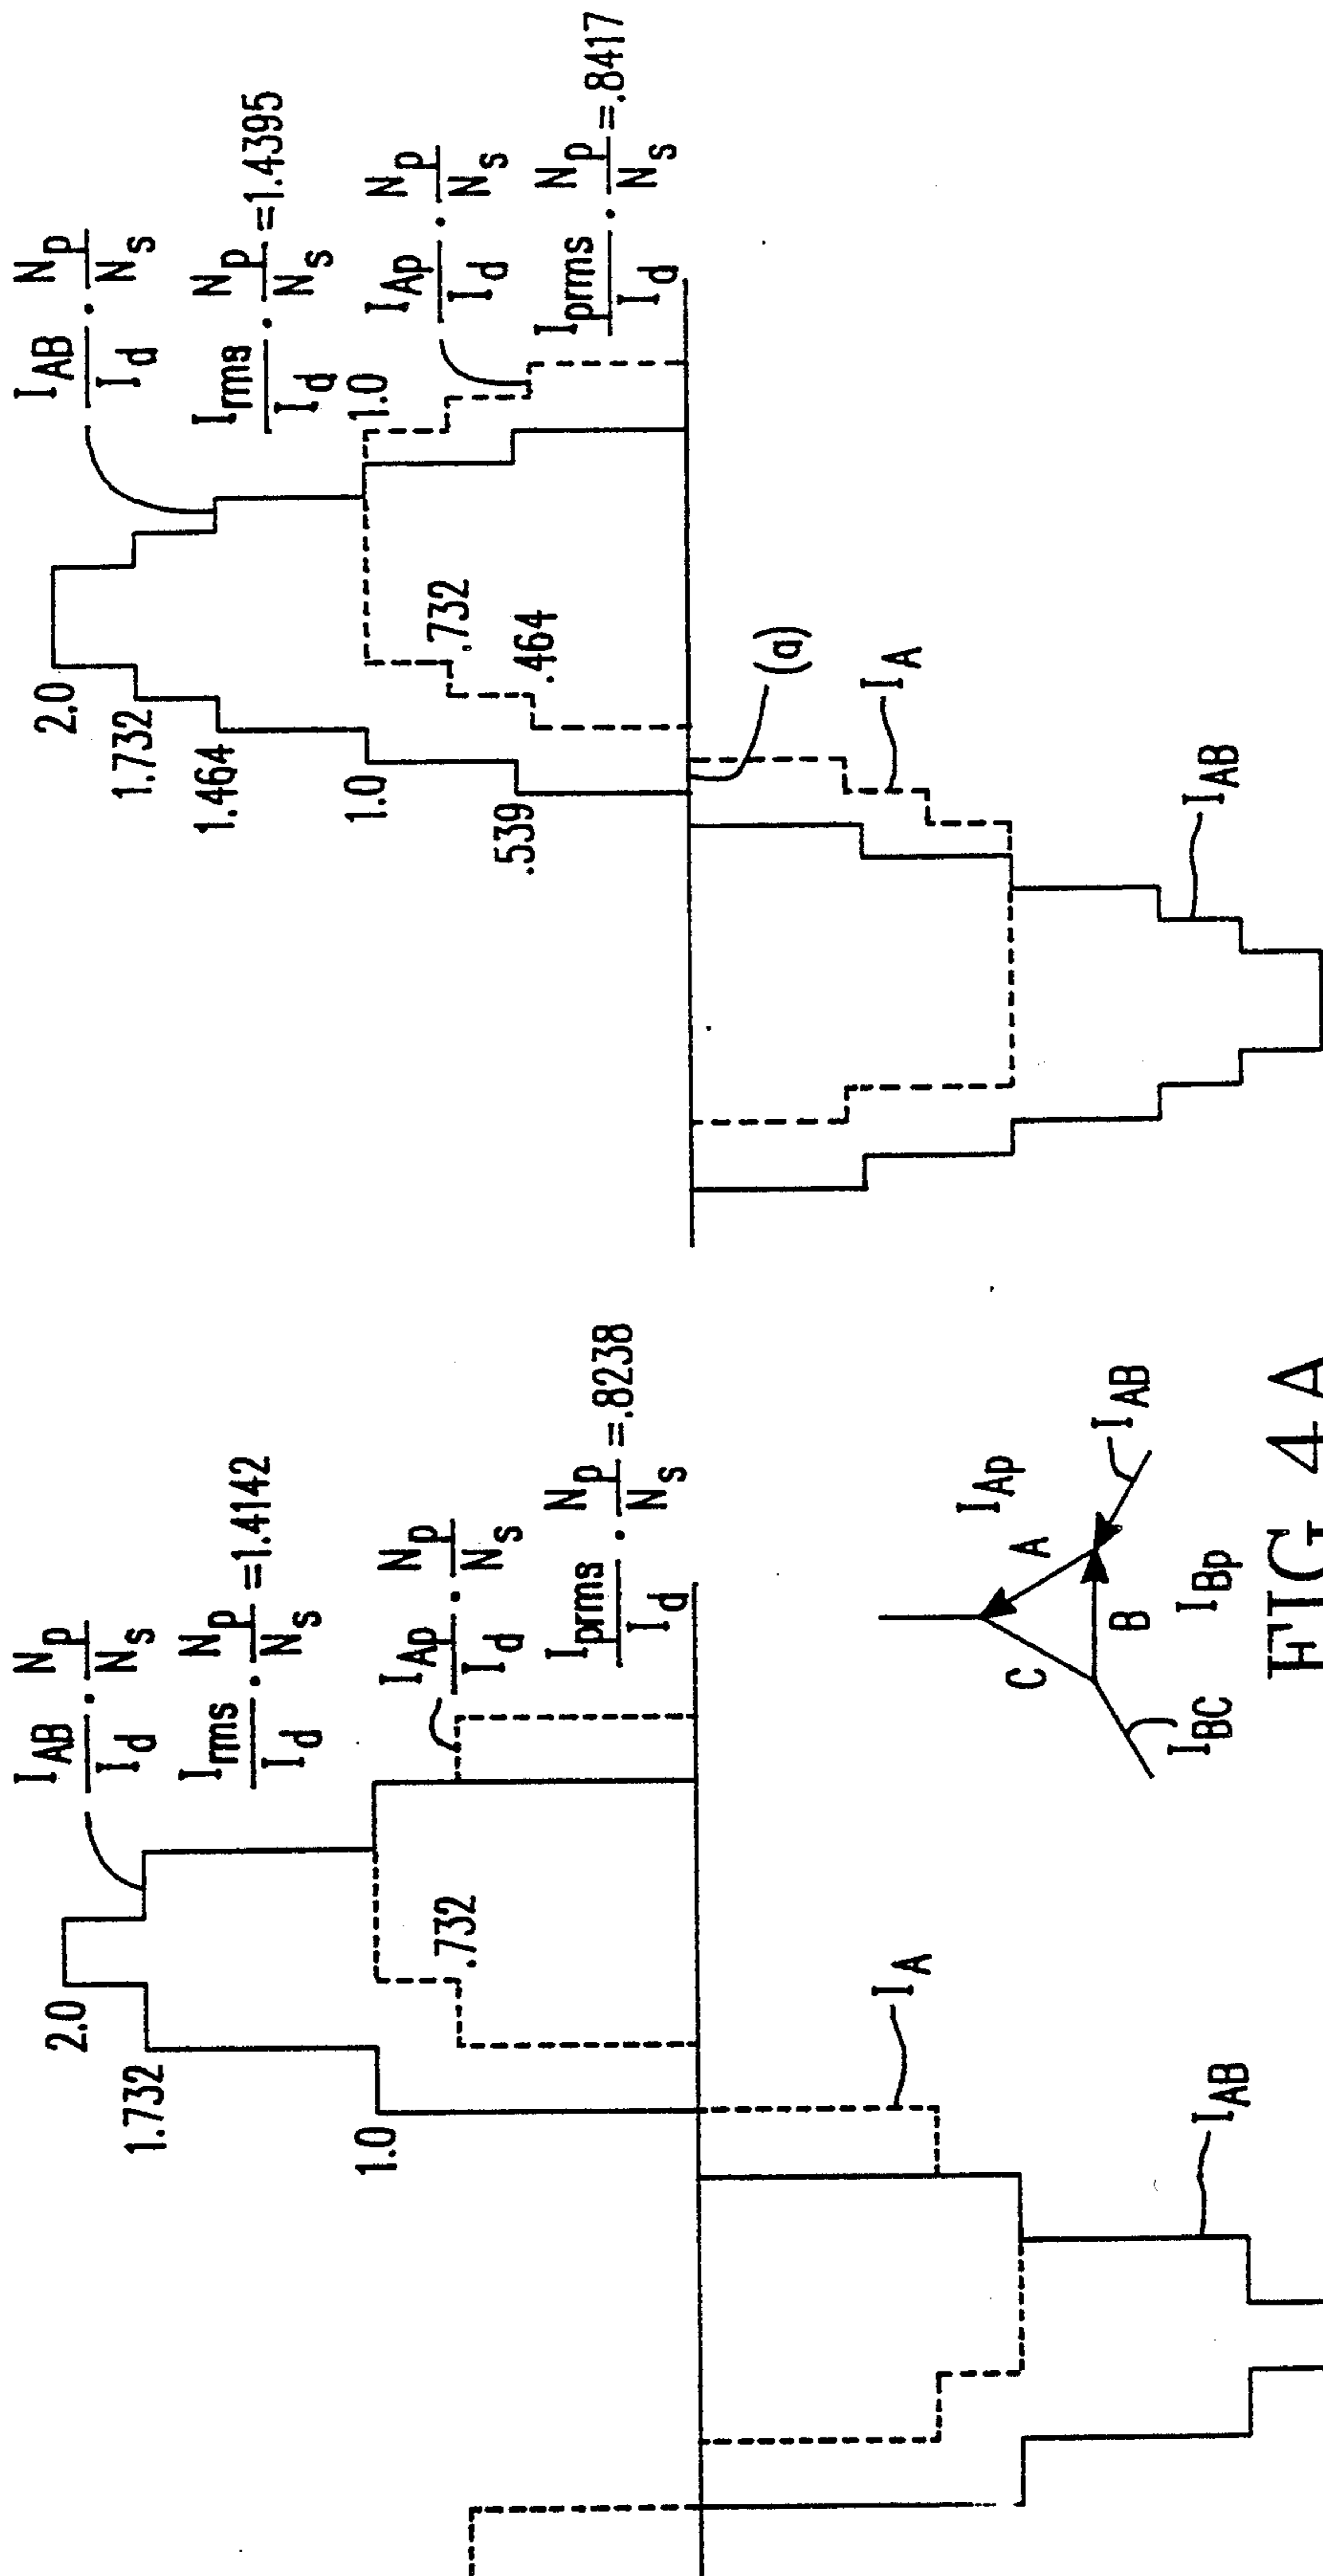 I_AB/I_d · N_p/N_s
I_rms/I_d · N_p/N_s =1.4142
2.0
1.732
1.0
I_Ap/I_d · N_p/N_s
.732
I_prms/I_d · N_p/N_s =.8238
I_A
I_AB
I_AB/I_d · N_p/N_s
I_rms/I_d · N_p/N_s =1.4395
2.0
1.732
1.464
1.0
.539
1.0
I_Ap/I_d · N_p/N_s
.732
.464
I_prms/I_d · N_p/N_s =.8417
(a)
I_A
I_AB
I_Ap
A
C
B
I_AB
I_Bp
I_BC
FIG 4A